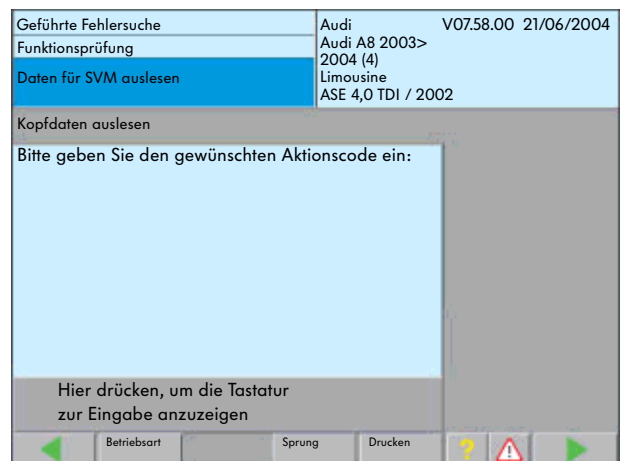 Geführte Fehlersuche
Funktionsprüfung
Daten für SVM auslesen
Audi V07.58.00 21/06/2004
Audi A8 2003>
2004 (4)
Limousine
ASE 4,0 TDI / 2002
Kopfdaten auslesen
Bitte geben Sie den gewünschten Aktionscode ein:
Hier drücken, um die Tastatur
zur Eingabe anzuzeigen
Betriebsart Sprung Drucken ? !